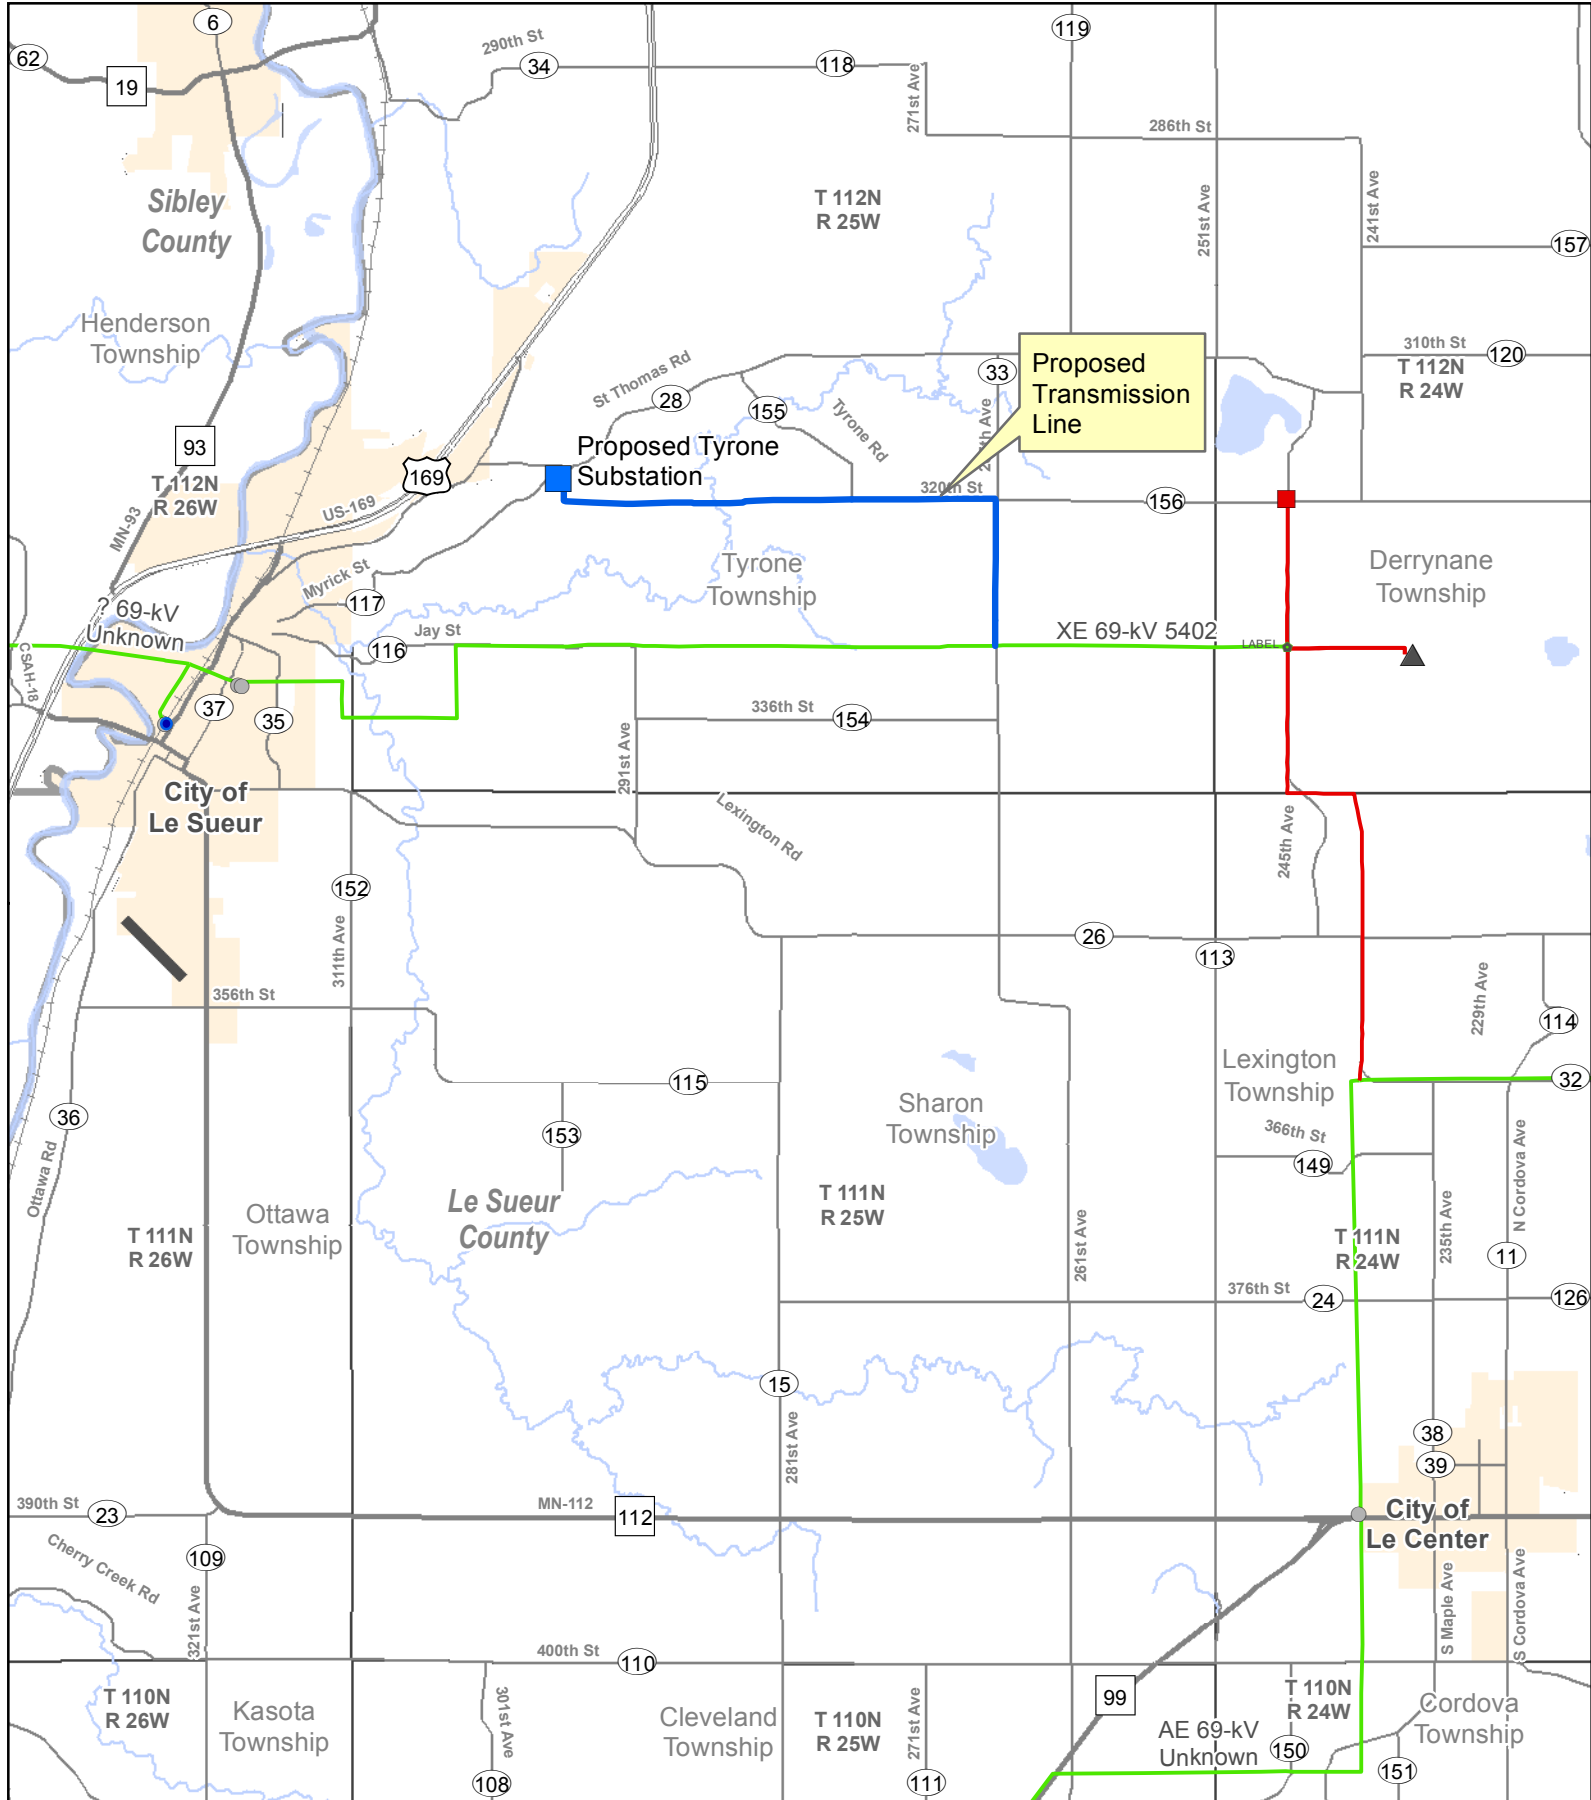 6
119
290th St
62
34
118
19
271st Ave
286th St
T 112N
R 25W
251st Ave
241st Ave
157
Sibley
County
Henderson
Township
310th St
120
T 112N
R 24W
Proposed
Transmission
Line
33
St Thomas Rd
28
155
Tyrone Rd
93
T 112N
R 26W
169
Proposed Tyrone
Substation
320th St
156
US-169
MN-93
Myrick St
117
Tyrone
Township
Derrynane
Township
? 69-kV
Unknown
Jay St
116
XE 69-kV 5402
LABEL
CSAH-18
37
35
336th St
154
291st Ave
City of
Le Sueur
Lexington Rd
245th Ave
152
311th Ave
26
113
356th St
229th Ave
114
Lexington
Township
115
32
Sharon
Township
36
153
366th St
149
Ottawa Rd
N Cordova Ave
Le Sueur
County
T 111N
R 25W
Ottawa
Township
T 111N
R 26W
T 111N
R 24W
235th Ave
261st Ave
11
376th St
24
126
15
281st Ave
38
39
390th St
23
MN-112
112
City of
Le Center
Cherry Creek Rd
109
321st Ave
S Maple Ave
S Cordova Ave
400th St
110
T 110N
R 26W
Kasota
Township
301st Ave
Cleveland
Township
T 110N
R 25W
271st Ave
99
T 110N
R 24W
Cordova
Township
AE 69-kV
Unknown
150
151
108
111